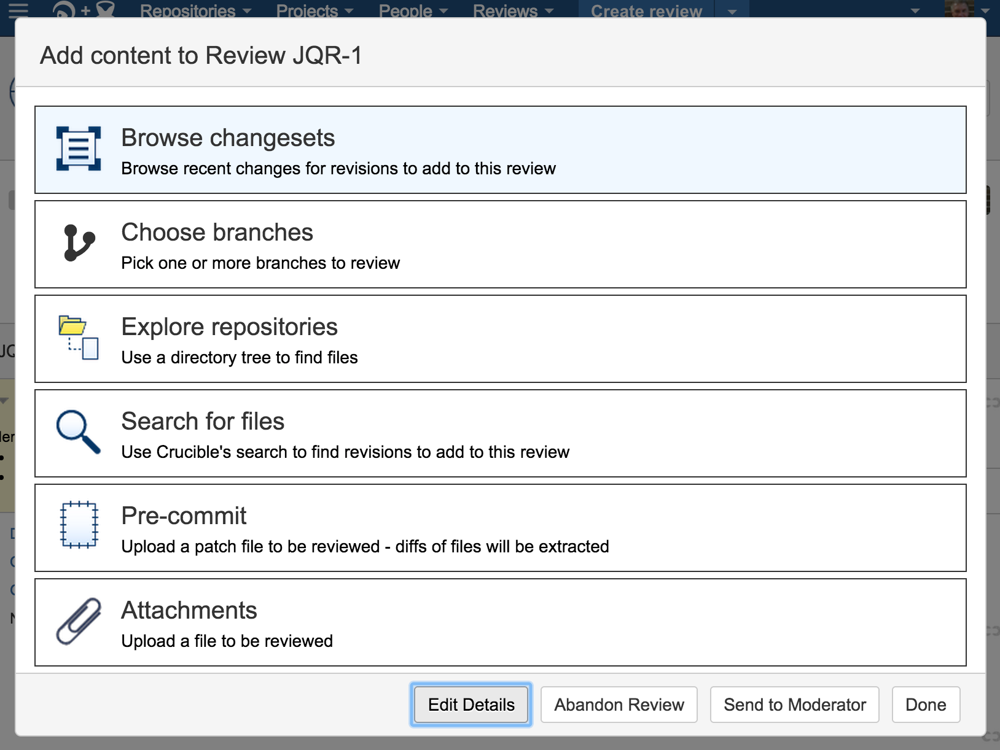 Repositories Projects People Reviews Create review
Add content to Review JQR-1
Browse changesets
Browse recent changes for revisions to add to this review
Choose branches
Pick one or more branches to review
Explore repositories
Use a directory tree to find files
Search for files
Use Crucible's search to find revisions to add to this review
Pre-commit
Upload a patch file to be reviewed - diffs of files will be extracted
Attachments
Upload a file to be reviewed
Edit Details Abandon Review Send to Moderator Done